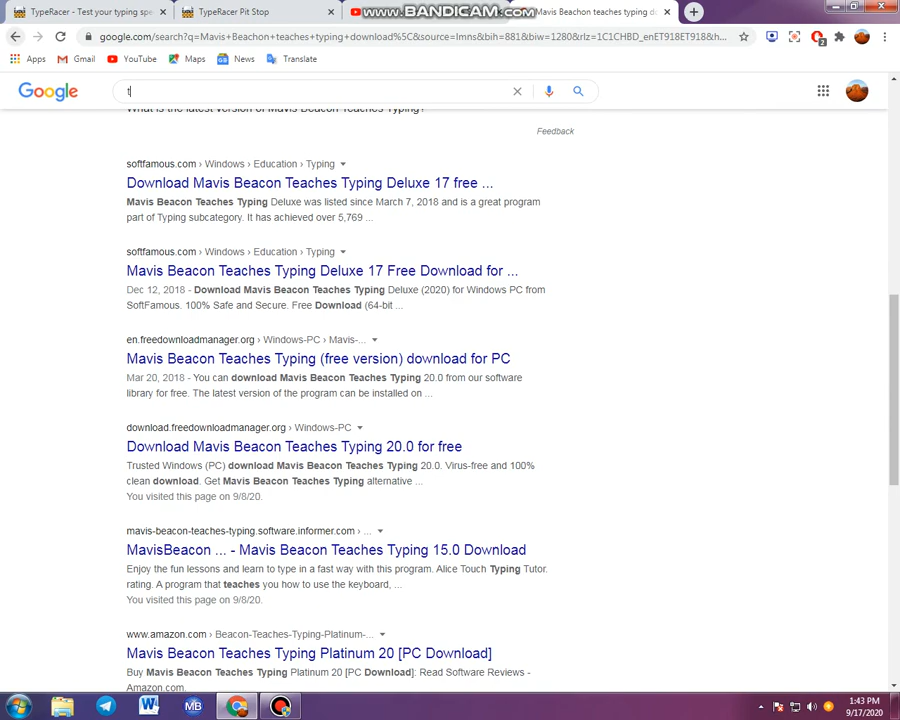 TypeRacer - Test your typing spe
TypeRacer Pit Stop
WWW.BANDICAM.COM
Mavis Beachon teaches typing d
google.com/search?q=Mavis+Beachon+teaches+typing+download%5C&source=lmns&bih=881&biw=1280&rlz=1C1CHBD_enET918ET918&h...
2
Apps
Gmail
YouTube
Maps
News
Translate
Google
t
What is the latest version of Mavis Beacon Teaches Typing?
Feedback
softfamous.com › Windows › Education › Typing
Download Mavis Beacon Teaches Typing Deluxe 17 free ...
Mavis Beacon Teaches Typing Deluxe was listed since March 7, 2018 and is a great program
part of Typing subcategory. It has achieved over 5,769 ...
softfamous.com › Windows › Education › Typing
Mavis Beacon Teaches Typing Deluxe 17 Free Download for ...
Dec 12, 2018 - Download Mavis Beacon Teaches Typing Deluxe (2020) for Windows PC from
SoftFamous. 100% Safe and Secure. Free Download (64-bit ...
en.freedownloadmanager.org › Windows-PC › Mavis-...
Mavis Beacon Teaches Typing (free version) download for PC
Mar 20, 2018 - You can download Mavis Beacon Teaches Typing 20.0 from our software
library for free. The latest version of the program can be installed on ...
download.freedownloadmanager.org › Windows-PC
Download Mavis Beacon Teaches Typing 20.0 for free
Trusted Windows (PC) download Mavis Beacon Teaches Typing 20.0. Virus-free and 100%
clean download. Get Mavis Beacon Teaches Typing alternative ...
You visited this page on 9/8/20.
mavis-beacon-teaches-typing.software.informer.com › ...
MavisBeacon ... - Mavis Beacon Teaches Typing 15.0 Download
Enjoy the fun lessons and learn to type in a fast way with this program. Alice Touch Typing Tutor.
rating. A program that teaches you how to use the keyboard, ...
You visited this page on 9/8/20.
www.amazon.com › Beacon-Teaches-Typing-Platinum-...
Mavis Beacon Teaches Typing Platinum 20 [PC Download]
Buy Mavis Beacon Teaches Typing Platinum 20 [PC Download]: Read Software Reviews -
Amazon.com.
MB
1:43 PM
9/17/2020